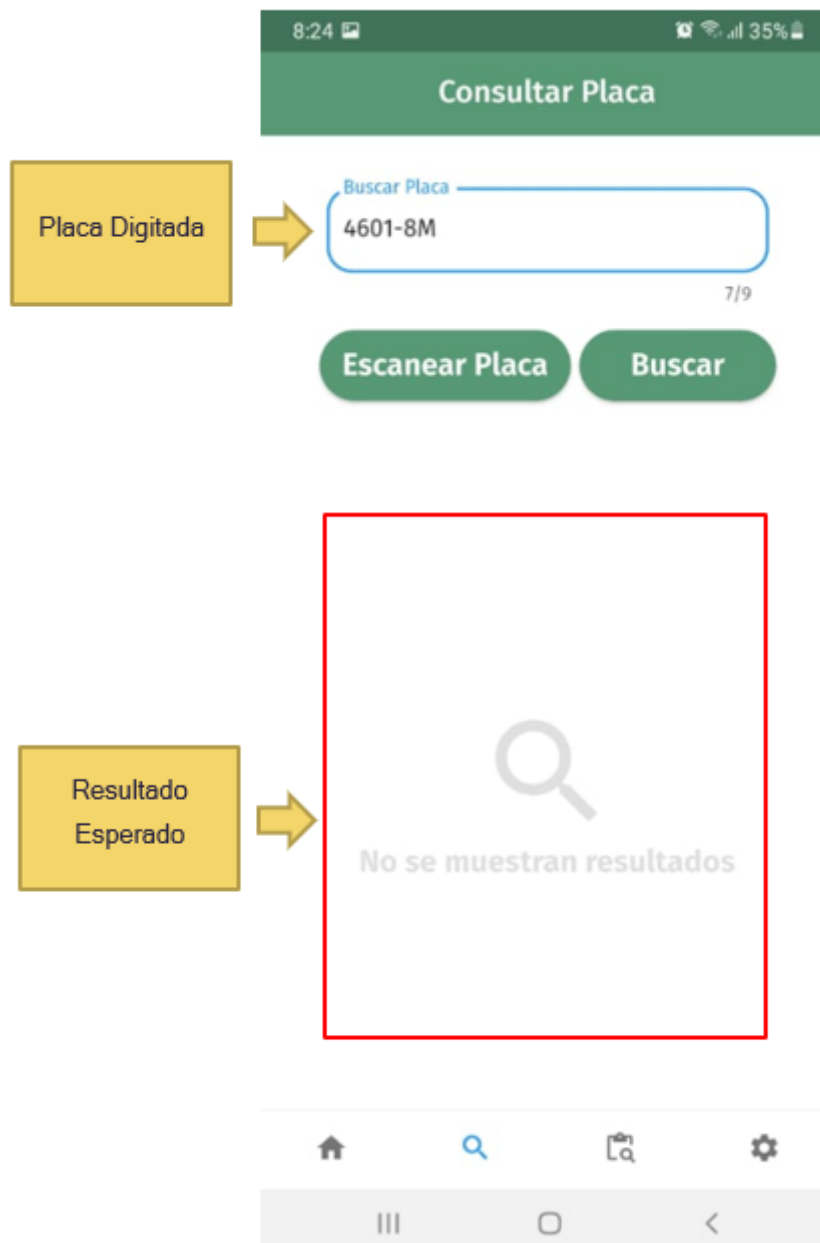 8:24
35%
Consultar Placa
Placa Digitada
Buscar Placa
4601-8M
7/9
Escanear Placa
Buscar
Resultado
Esperado
No se muestran resultados